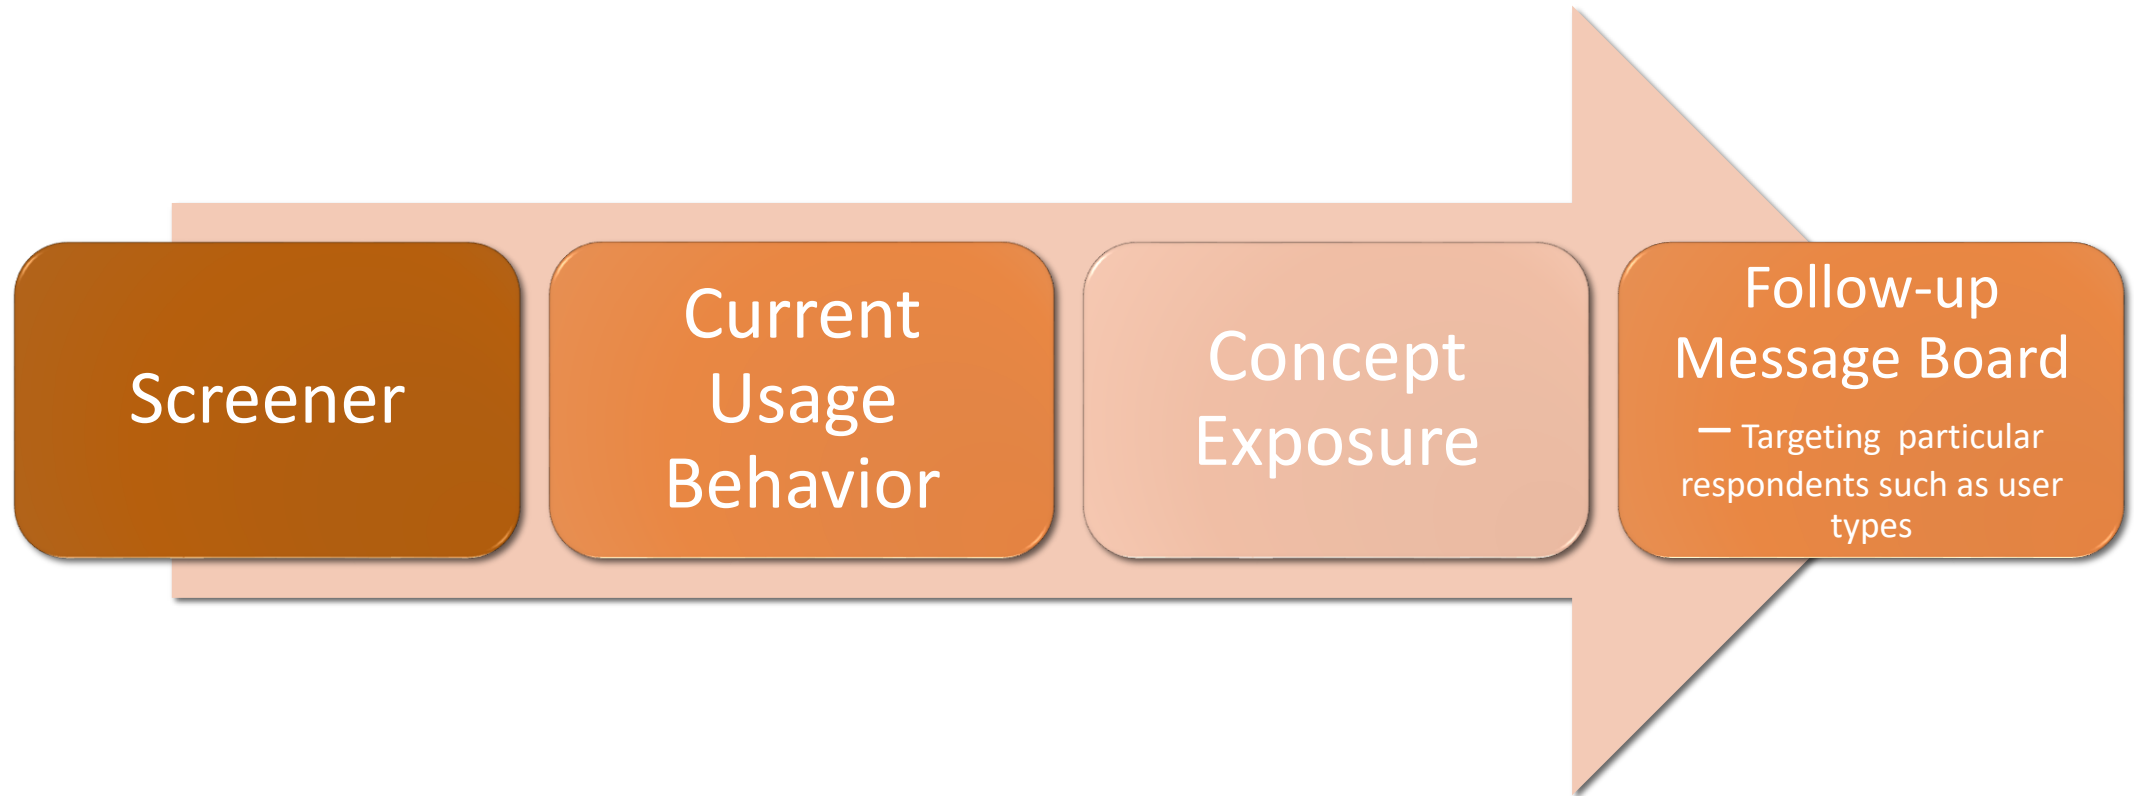 Screener
Current
Usage
Behavior
Concept
Exposure
Follow-up
Message Board
– Targeting  particular
respondents such as user
types